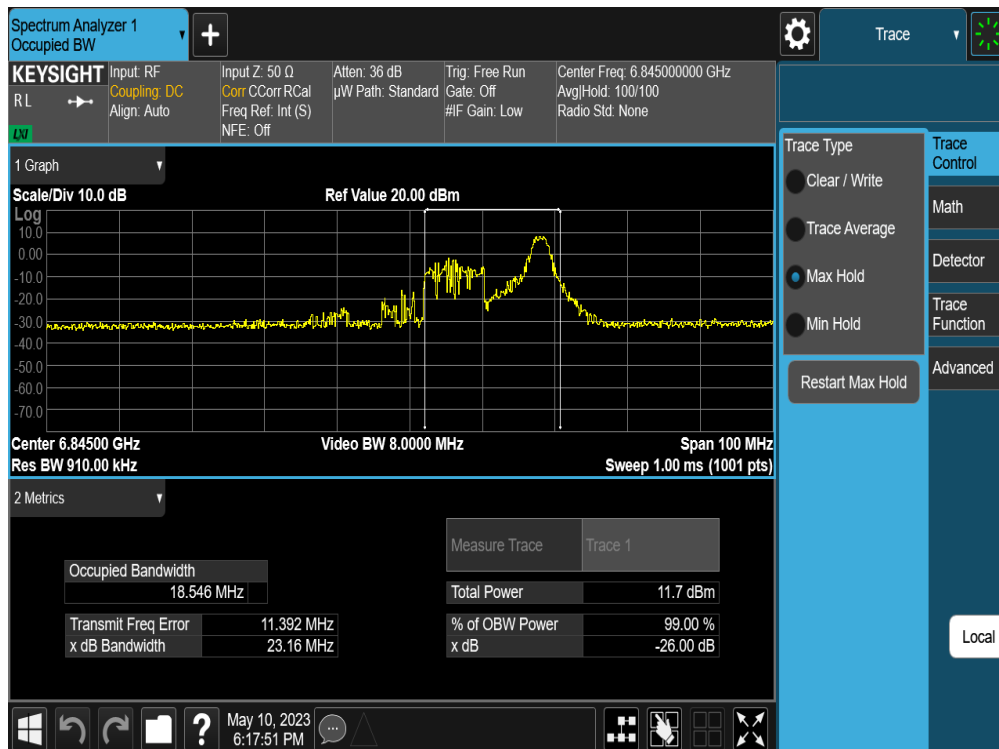 Spectrum Analyzer 1
Occupied BW
+
Trace
KEYSIGHT
RL
LXI
Input: RF
Coupling: DC
Align: Auto
Input Z: 50 Ω
Corr CCorr RCal
Freq Ref: Int (S)
NFE: Off
Atten: 36 dB
µW Path: Standard
Trig: Free Run
Gate: Off
#IF Gain: Low
Center Freq: 6.845000000 GHz
Avg|Hold: 100/100
Radio Std: None
1 Graph
Scale/Div 10.0 dB
Ref Value 20.00 dBm
Log
10.0
0.00
-10.0
-20.0
-30.0
-40.0
-50.0
-60.0
-70.0
Center 6.84500 GHz
Video BW 8.0000 MHz
Span 100 MHz
Res BW 910.00 kHz
Sweep 1.00 ms (1001 pts)
2 Metrics
Measure Trace
Trace 1
Occupied Bandwidth
18.546 MHz
Total Power
11.7 dBm
Transmit Freq Error
11.392 MHz
% of OBW Power
99.00 %
x dB Bandwidth
23.16 MHz
x dB
-26.00 dB
Trace Type
Clear / Write
Trace Average
Max Hold
Min Hold
Restart Max Hold
Trace
Control
Math
Detector
Trace
Function
Advanced
Local
?
May 10, 2023
6:17:51 PM